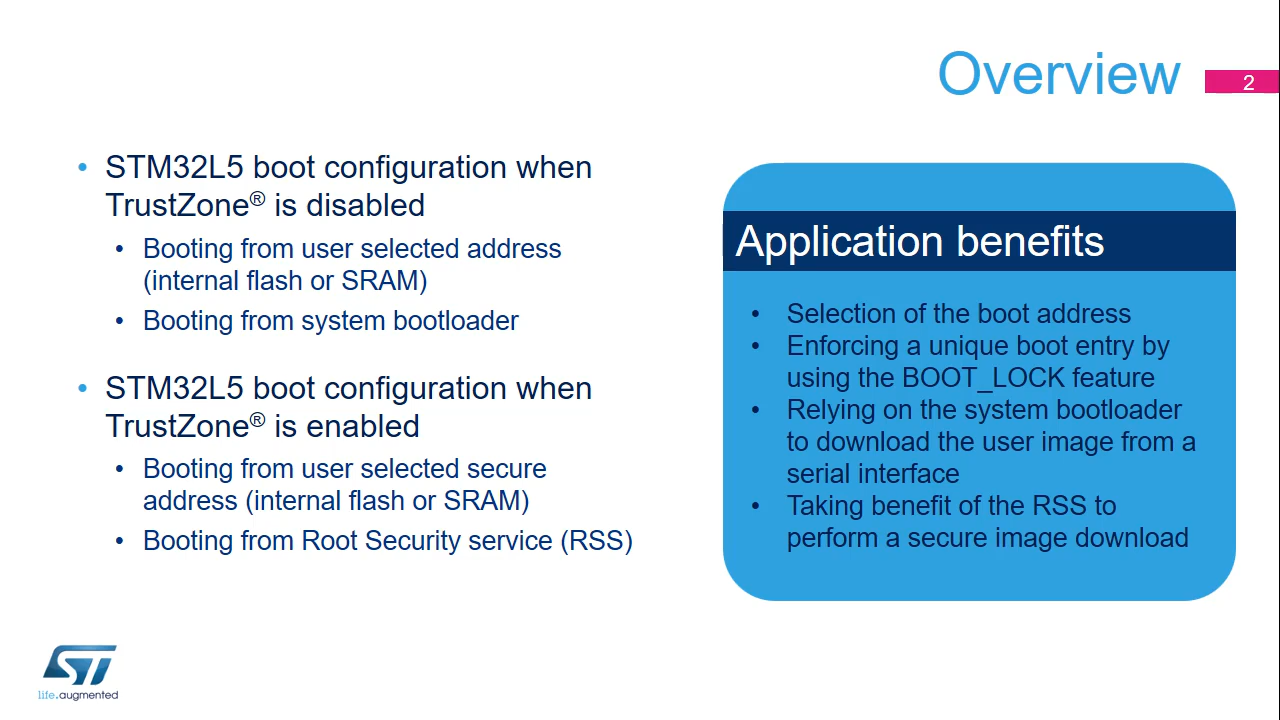 Overview
2
• STM32L5 boot configuration when
TrustZone® is disabled
• Booting from user selected address
(internal flash or SRAM)
• Booting from system bootloader
• STM32L5 boot configuration when
TrustZone® is enabled
• Booting from user selected secure
address (internal flash or SRAM)
• Booting from Root Security service (RSS)
Application benefits
• Selection of the boot address
• Enforcing a unique boot entry by
using the BOOT_LOCK feature
• Relying on the system bootloader
to download the user image from a
serial interface
• Taking benefit of the RSS to
perform a secure image download
ST
life.augmented